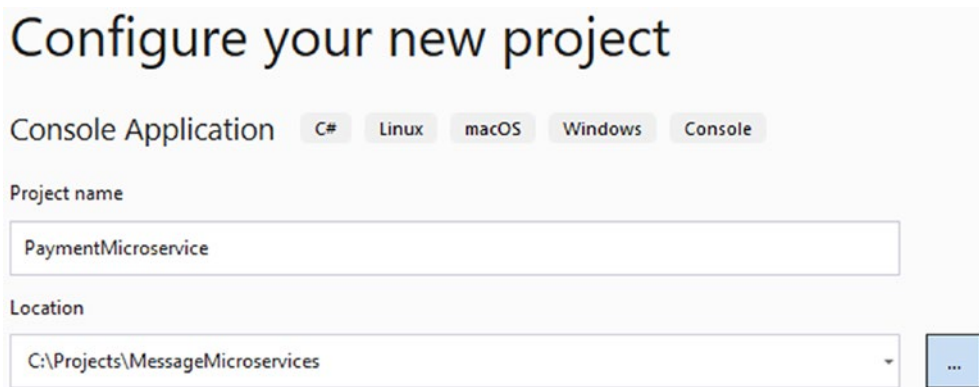 Configure your new project
Console Application C# Linux macOS Windows Console
Project name
PaymentMicroservice
Location
C:\Projects\MessageMicroservices ...